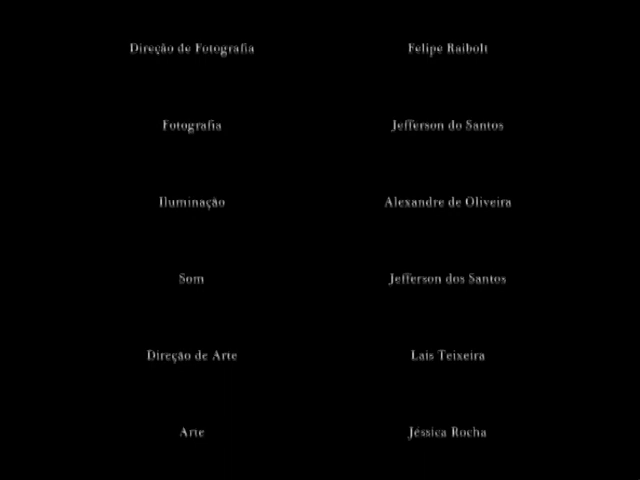 Direção de Fotografia Felipe Raibolt
Fotografia Jefferson do Santos
Iluminação Alexandre de Oliveira
Som Jefferson dos Santos
Direção de Arte Laís Teixeira
Arte Jéssica Rocha